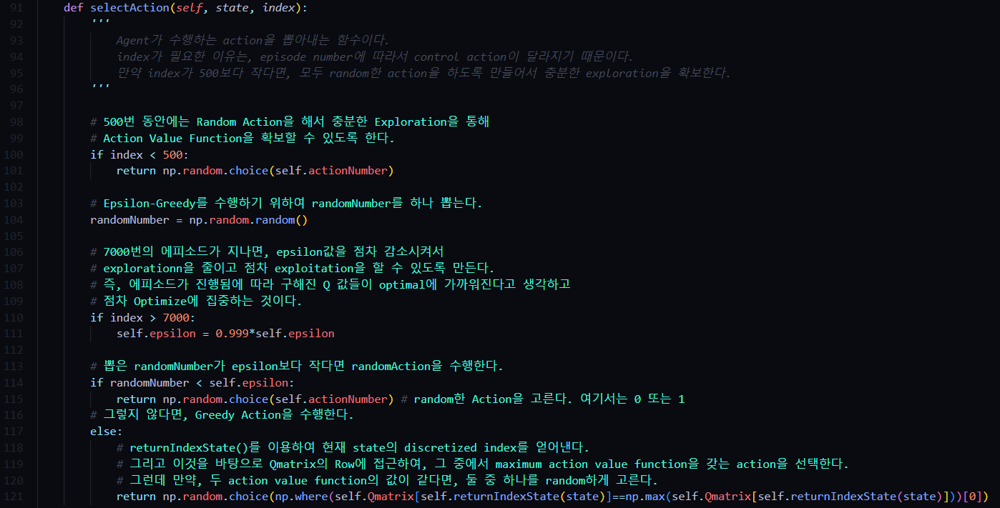 91 def selectAction(self, state, index):
92 '''
93 Agent가 수행하는 action을 뽑아내는 함수이다.
94 index가 필요한 이유는, episode number에 따라서 control action이 달라지기 때문이다.
95 만약 index가 500보다 작다면, 모두 random한 action을 하도록 만들어서 충분한 exploration을 확보한다.
96 '''
97
98 # 500번 동안에는 Random Action을 해서 충분한 Exploration을 통해
99 # Action Value Function을 확보할 수 있도록 한다.
100 if index < 500:
101 return np.random.choice(self.actionNumber)
102
103 # Epsilon-Greedy를 수행하기 위하여 randomNumber를 하나 뽑는다.
104 randomNumber = np.random.random()
105
106 # 7000번의 에피소드가 지나면, epsilon값을 점차 감소시켜서
107 # explorationn을 줄이고 점차 exploitation을 할 수 있도록 만든다.
108 # 즉, 에피소드가 진행됨에 따라 구해진 Q 값들이 optimal에 가까워진다고 생각하고
109 # 점차 Optimize에 집중하는 것이다.
110 if index > 7000:
111 self.epsilon = 0.999*self.epsilon
112
113 # 뽑은 randomNumber가 epsilon보다 작다면 randomAction을 수행한다.
114 if randomNumber < self.epsilon:
115 return np.random.choice(self.actionNumber) # random한 Action을 고른다. 여기서는 0 또는 1
116 # 그렇지 않다면, Greedy Action을 수행한다.
117 else:
118 # returnIndexState()를 이용하여 현재 state의 discretized index를 얻어낸다.
119 # 그리고 이것을 바탕으로 Qmatrix의 Row에 접근하여, 그 중에서 maximum action value function을 갖는 action을 선택한다.
120 # 그런데 만약, 두 action value function의 값이 같다면, 둘 중 하나를 random하게 고른다.
121 return np.random.choice(np.where(self.Qmatrix[self.returnIndexState(state)]==np.max(self.Qmatrix[self.returnIndexState(state)]))[0])